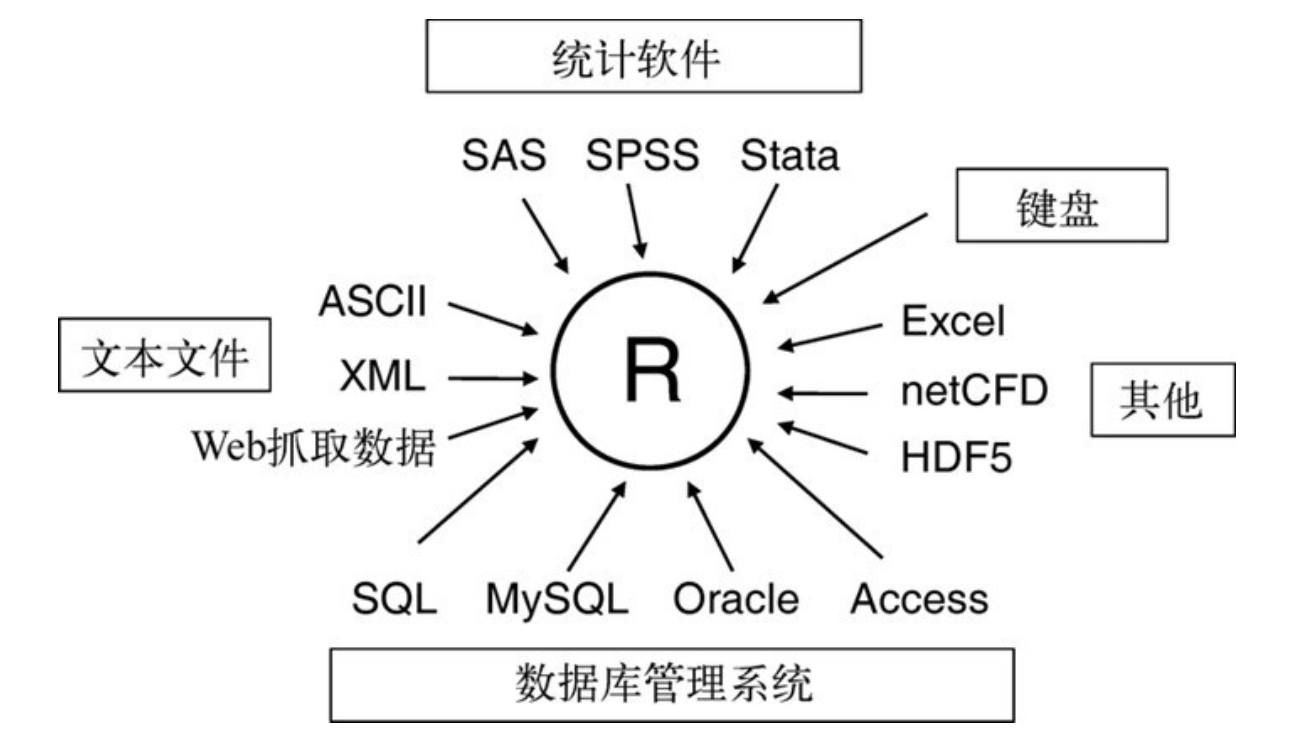 统计软件
SAS SPSS Stata
键盘
ASCII
Excel
文本文件
XML
R
netCFD
其他
Web抓取数据
HDF5
SQL MySQL Oracle Access
数据库管理系统